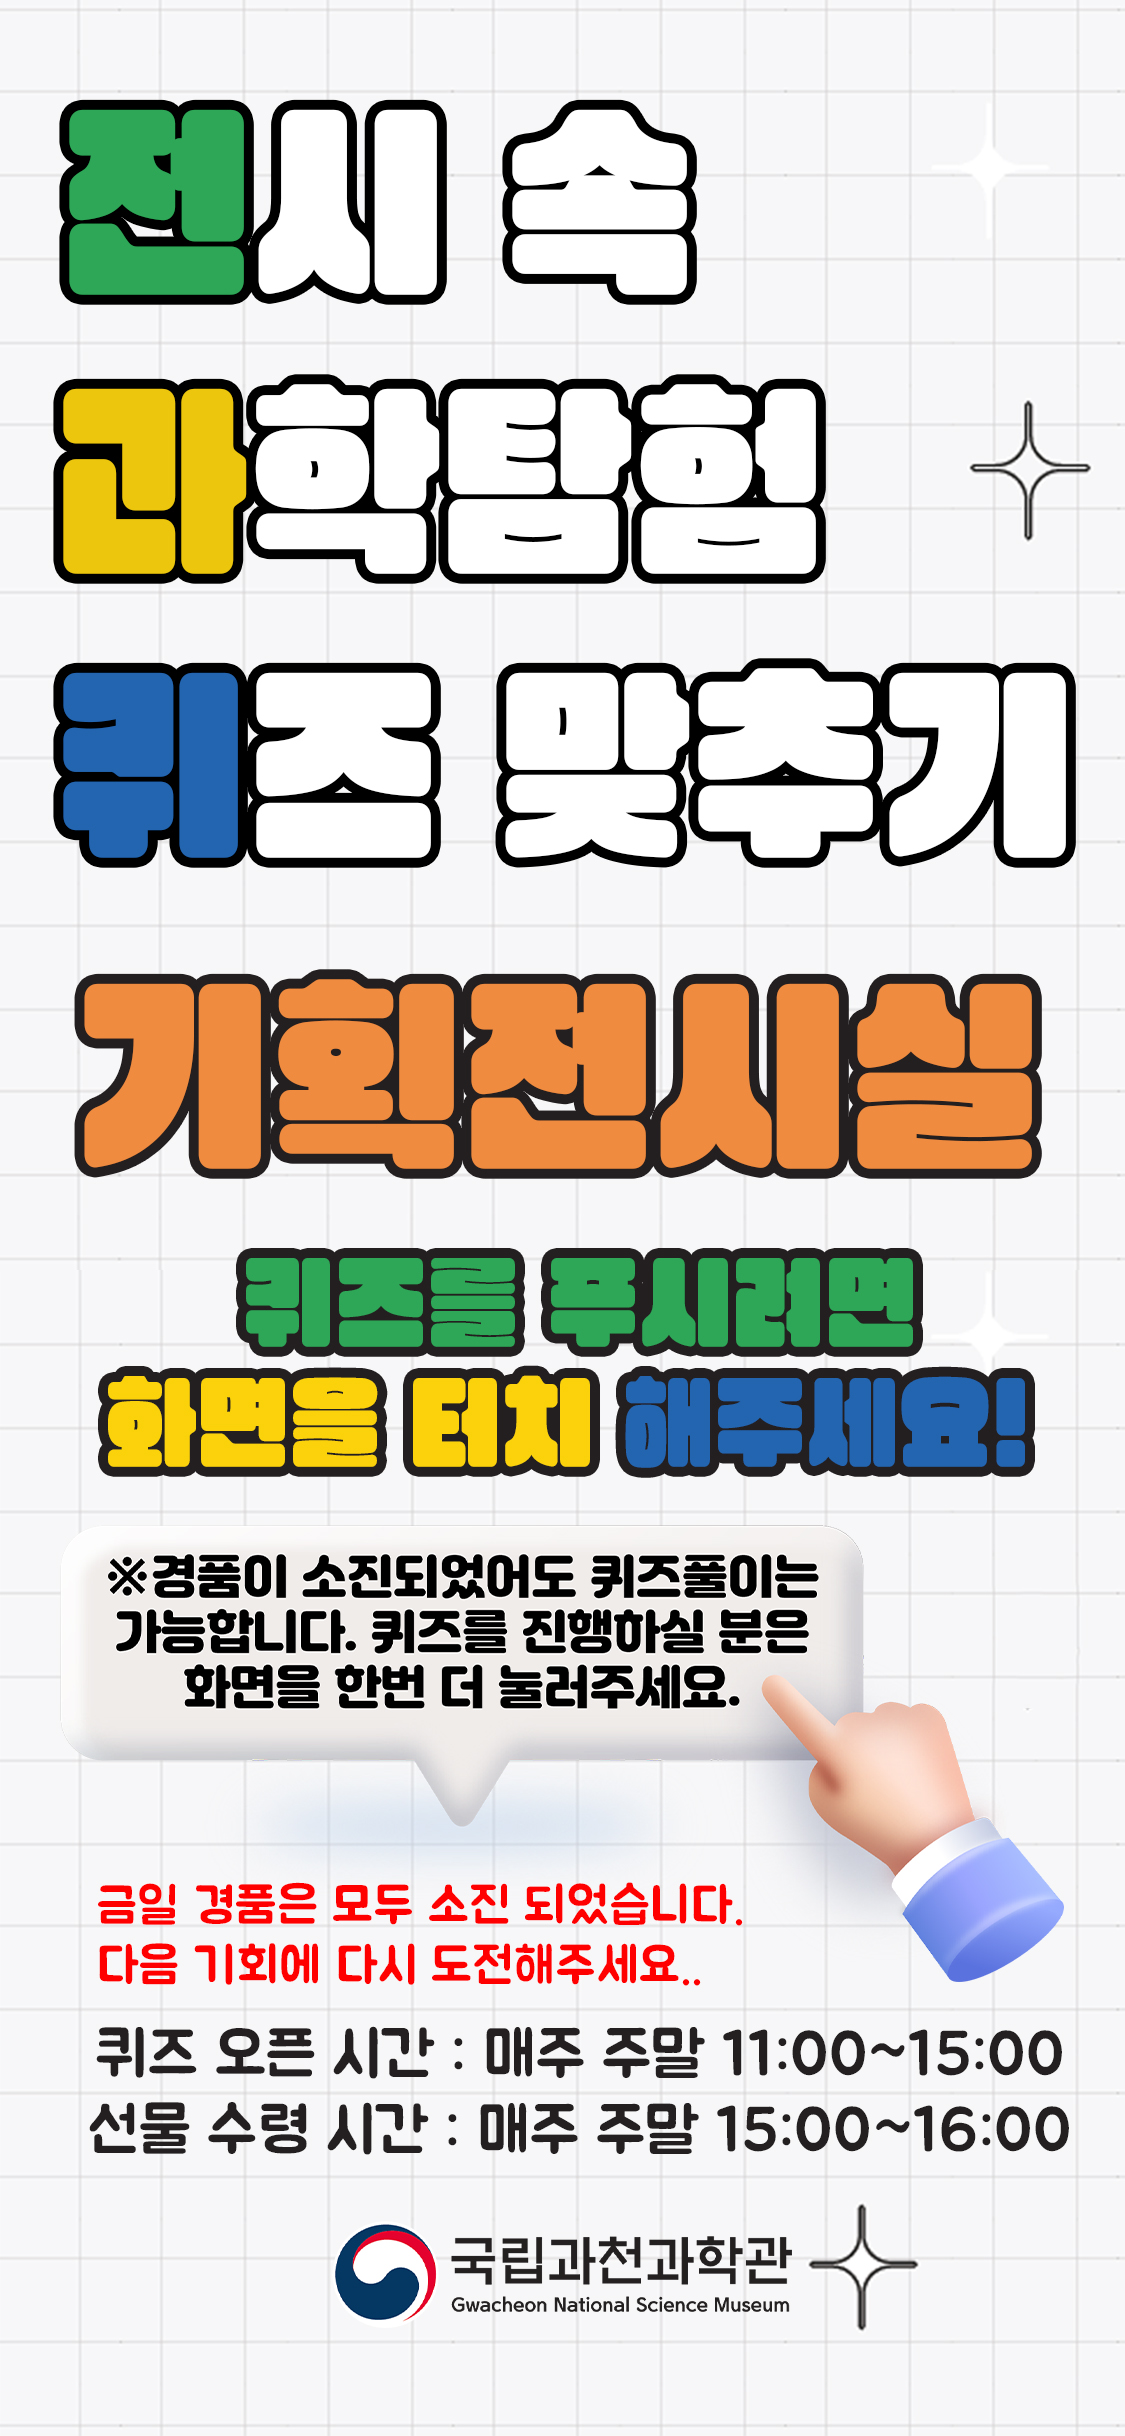 전시 속
과학탐험
퀴즈 맞추기
기획전시실
퀴즈를 푸시려면
화면을 터치 해주세요!
※경품이 소진되었어도 퀴즈풀이는
가능합니다. 퀴즈를 진행하실 분은
화면을 한번 더 눌러주세요.
금일 경품은 모두 소진 되었습니다.
다음 기회에 다시 도전해주세요..
퀴즈 오픈 시간 : 매주 주말 11:00~15:00
선물 수령 시간 : 매주 주말 15:00~16:00
국립과천과학관
Gwacheon National Science Museum